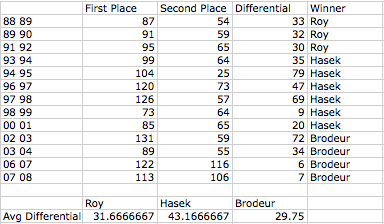 First Place Second Place Differential Winner
88 89 87 54 33 Roy
89 90 91 59 32 Roy
91 92 95 65 30 Roy
93 94 99 64 35 Hasek
94 95 104 25 79 Hasek
96 97 120 73 47 Hasek
97 98 126 57 69 Hasek
98 99 73 64 9 Hasek
00 01 85 65 20 Hasek
02 03 131 59 72 Brodeur
03 04 89 55 34 Brodeur
06 07 122 116 6 Brodeur
07 08 113 106 7 Brodeur
Roy Hasek Brodeur
Avg Differential 31.6666667 43.1666667 29.75